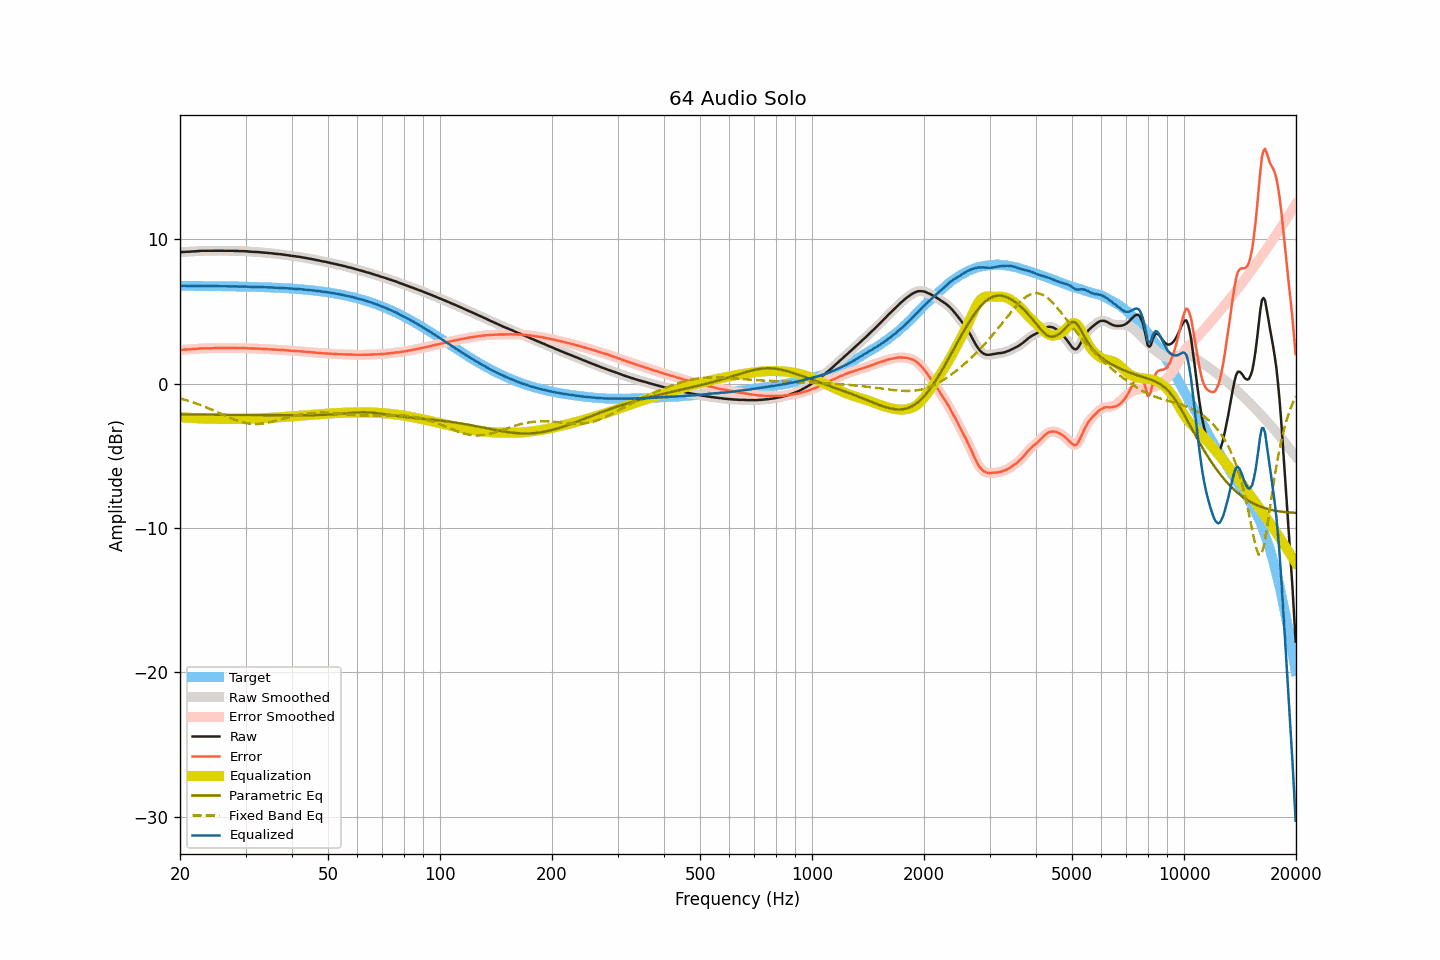 64 Audio Solo
Amplitude (dBr)
10
0
−10
−20
−30
Target
Raw Smoothed
Error Smoothed
Raw
Error
Equalization
Parametric Eq
Fixed Band Eq
Equalized
20 50 100 200 500 1000 2000 5000 10000 20000
Frequency (Hz)